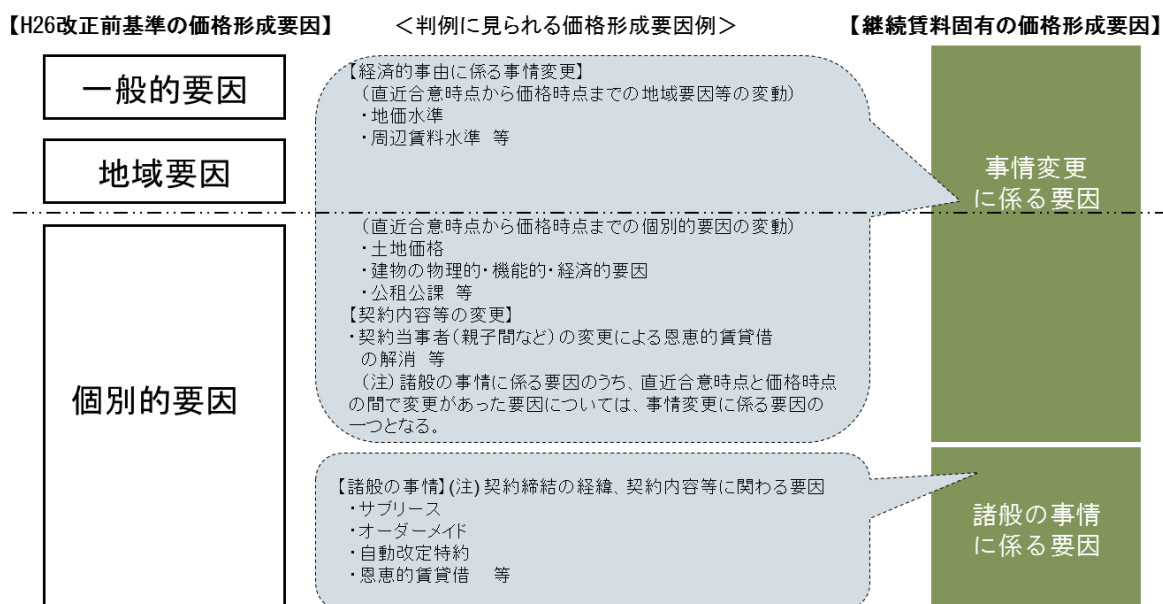 【H26改正前基準の価格形成要因】
＜判例に見られる価格形成要因例＞
【継続賃料固有の価格形成要因】
一般的要因
地域要因
個別的要因
【経済的事由に係る事情変更】
（直近合意時点から価格時点までの地域要因等の変動）
・地価水準
・周辺賃料水準 等
（直近合意時点から価格時点までの個別的要因の変動）
・土地価格
・建物の物理的・機能的・経済的要因
・公租公課 等
【契約内容等の変更】
・契約当事者（親子間など）の変更による恩恵的賃貸借
の解消 等
（注）諸般の事情に係る要因のうち、直近合意時点と価格時点
の間で変更があった要因については、事情変更に係る要因の
一つとなる。
【諸般の事情】(注)契約締結の経緯、契約内容等に関わる要因
・サブリース
・オーダーメイド
・自動改定特約
・恩恵的賃貸借 等
事情変更
に係る要因
諸般の事情
に係る要因